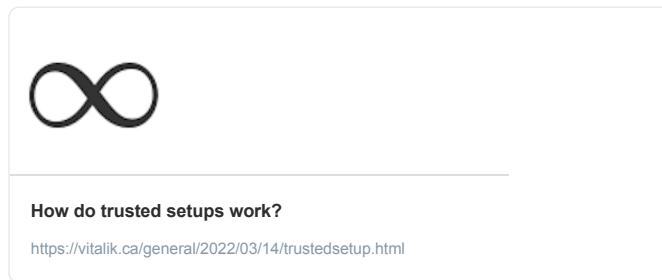 How do trusted setups work?
https://vitalik.ca/general/2022/03/14/trustedsetup.html